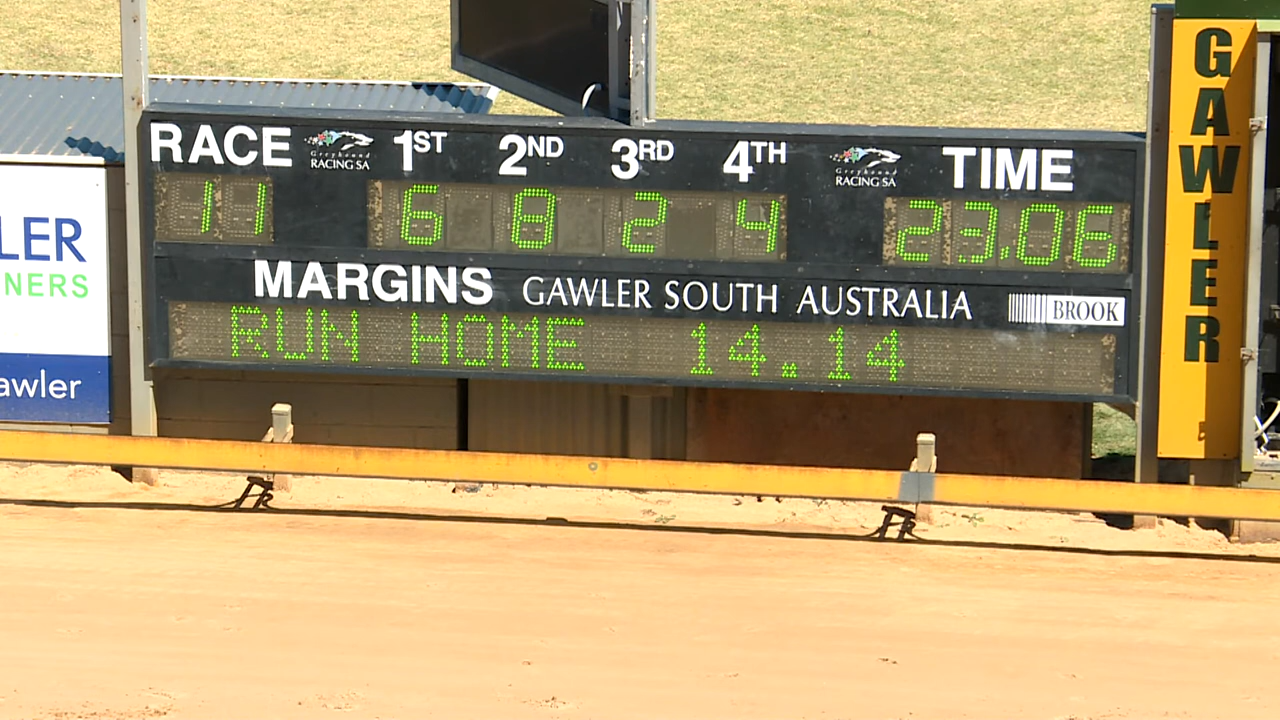 RACE
Greyhound
RACING SA
1ST 2ND 3RD 4TH
Greyhound
RACING SA
TIME
11 6 8 2 4 23.06
MARGINS GAWLER SOUTH AUSTRALIA BROOK
RUN HOME 14.14
GAWLER
LER
NERS
awler